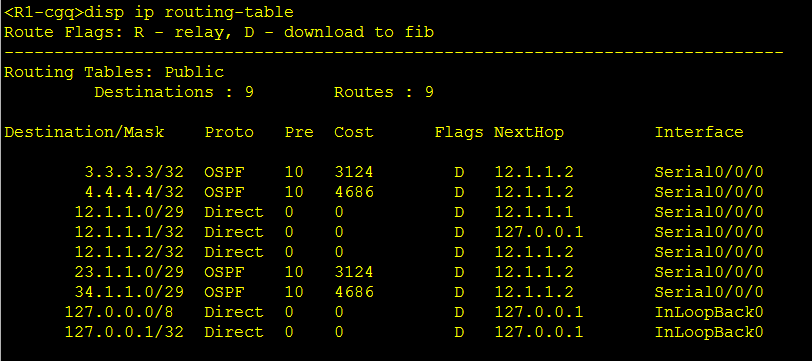 <R1-cgq>disp ip routing-table
Route Flags: R - relay, D - download to fib
------------------------------------------------------------------------------
Routing Tables: Public
         Destinations : 9        Routes : 9

Destination/Mask    Proto   Pre  Cost      Flags NextHop         Interface

        3.3.3.3/32  OSPF    10   3124        D   12.1.1.2        Serial0/0/0
        4.4.4.4/32  OSPF    10   4686        D   12.1.1.2        Serial0/0/0
       12.1.1.0/29  Direct  0    0           D   12.1.1.1        Serial0/0/0
       12.1.1.1/32  Direct  0    0           D   127.0.0.1       Serial0/0/0
       12.1.1.2/32  Direct  0    0           D   12.1.1.2        Serial0/0/0
       23.1.1.0/29  OSPF    10   3124        D   12.1.1.2        Serial0/0/0
       34.1.1.0/29  OSPF    10   4686        D   12.1.1.2        Serial0/0/0
      127.0.0.0/8   Direct  0    0           D   127.0.0.1       InLoopBack0
      127.0.0.1/32  Direct  0    0           D   127.0.0.1       InLoopBack0